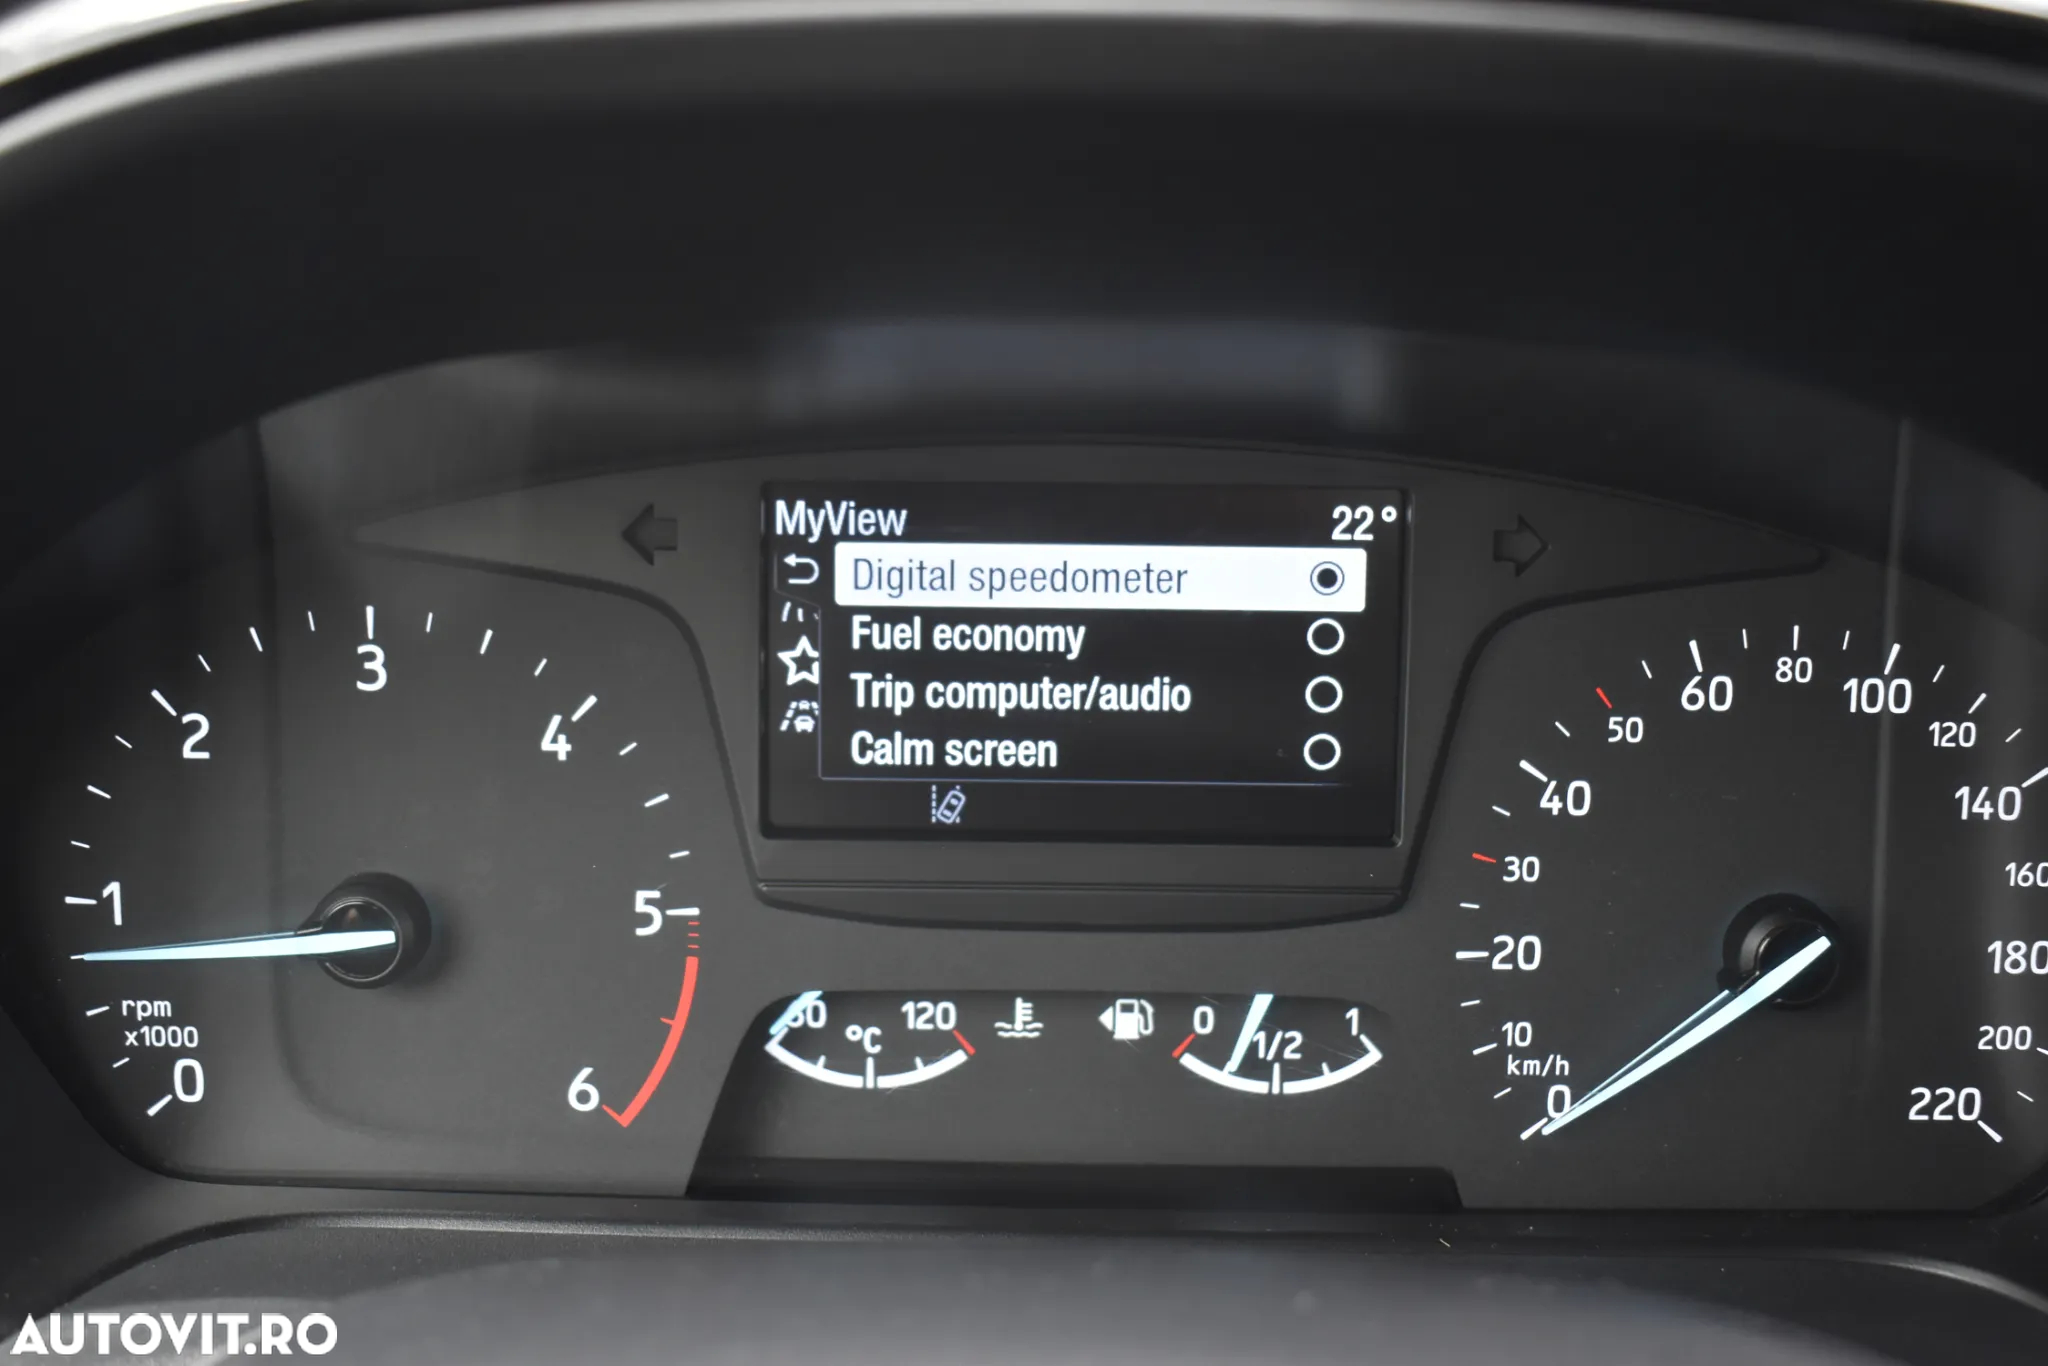 MyView 22°
Digital speedometer
Fuel economy
Trip computer/audio
Calm screen
0
1
2
3
4
5
6
rpm
x1000
°C
120
0
1/2
1
0
10
20
30
40
50
60
80
100
120
140
160
180
200
220
km/h
AUTOVIT.RO